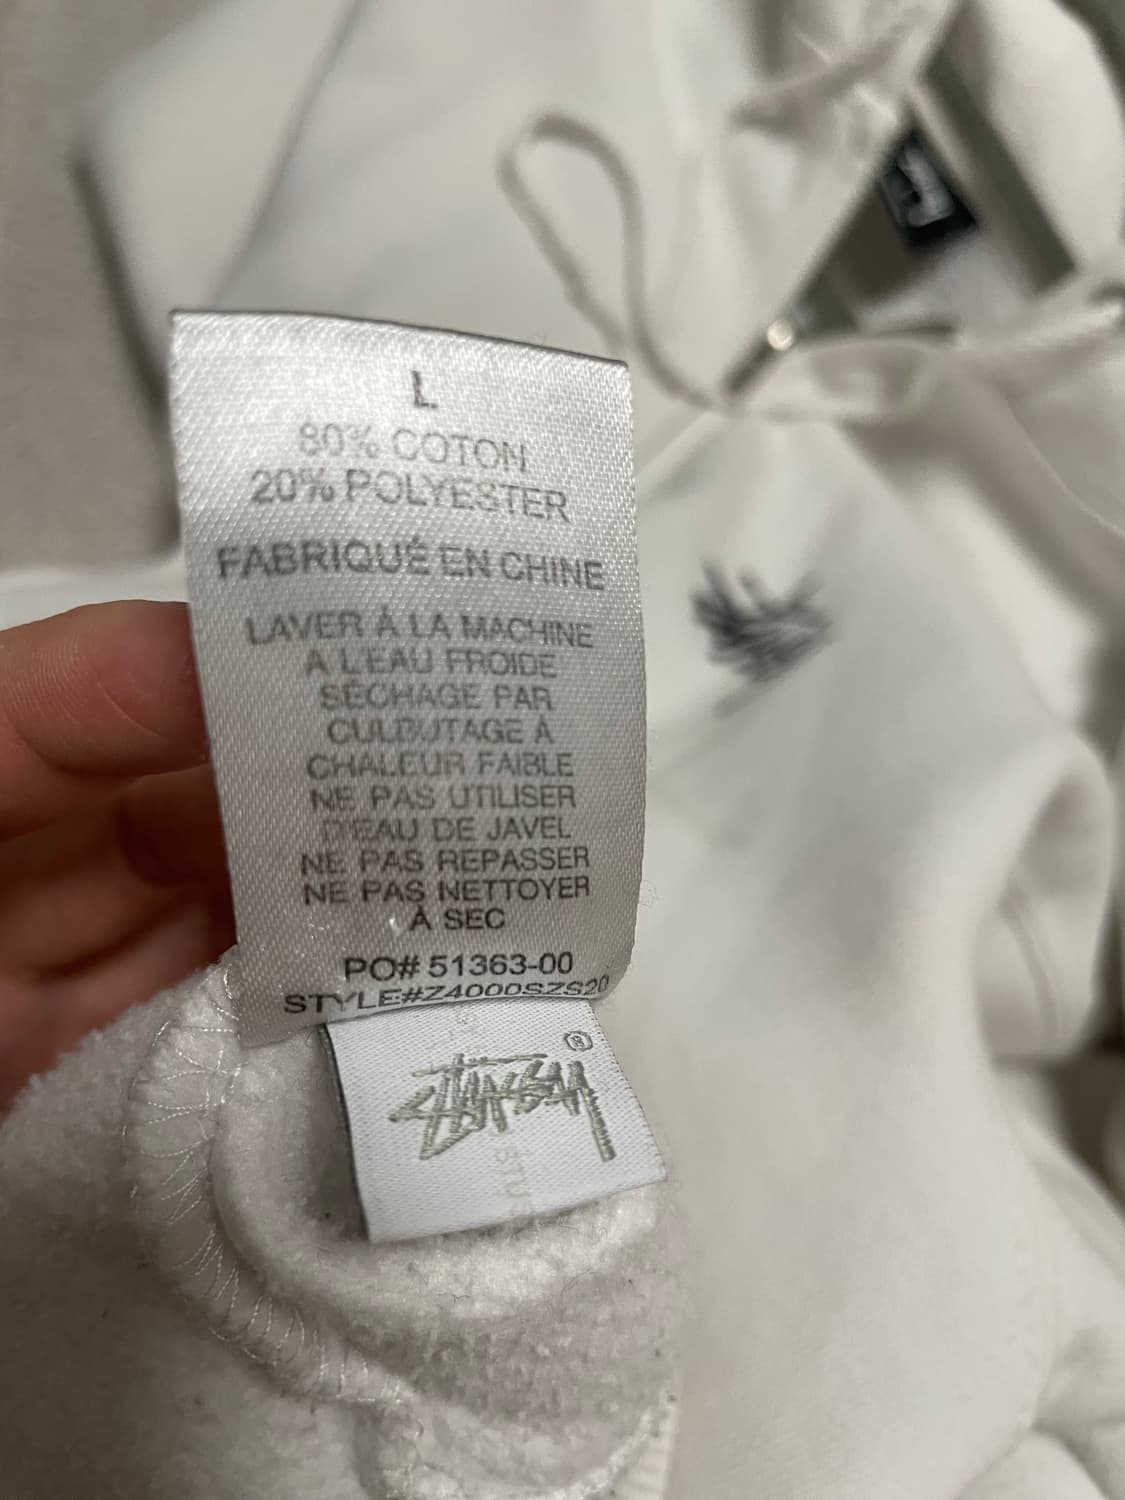 L
80% COTON
20% POLYESTER
FABRIQUÉ EN CHINE
LAVER À LA MACHINE
A L'EAU FROIDE
SÉCHAGE PAR
CULBUTAGE À
CHALEUR FAIBLE
NE PAS UTILISER
D'EAU DE JAVEL
NE PAS REPASSER
NE PAS NETTOYER
À SEC
PO# 51363-00
STYLE#Z4000SZS20
Stüssy ®